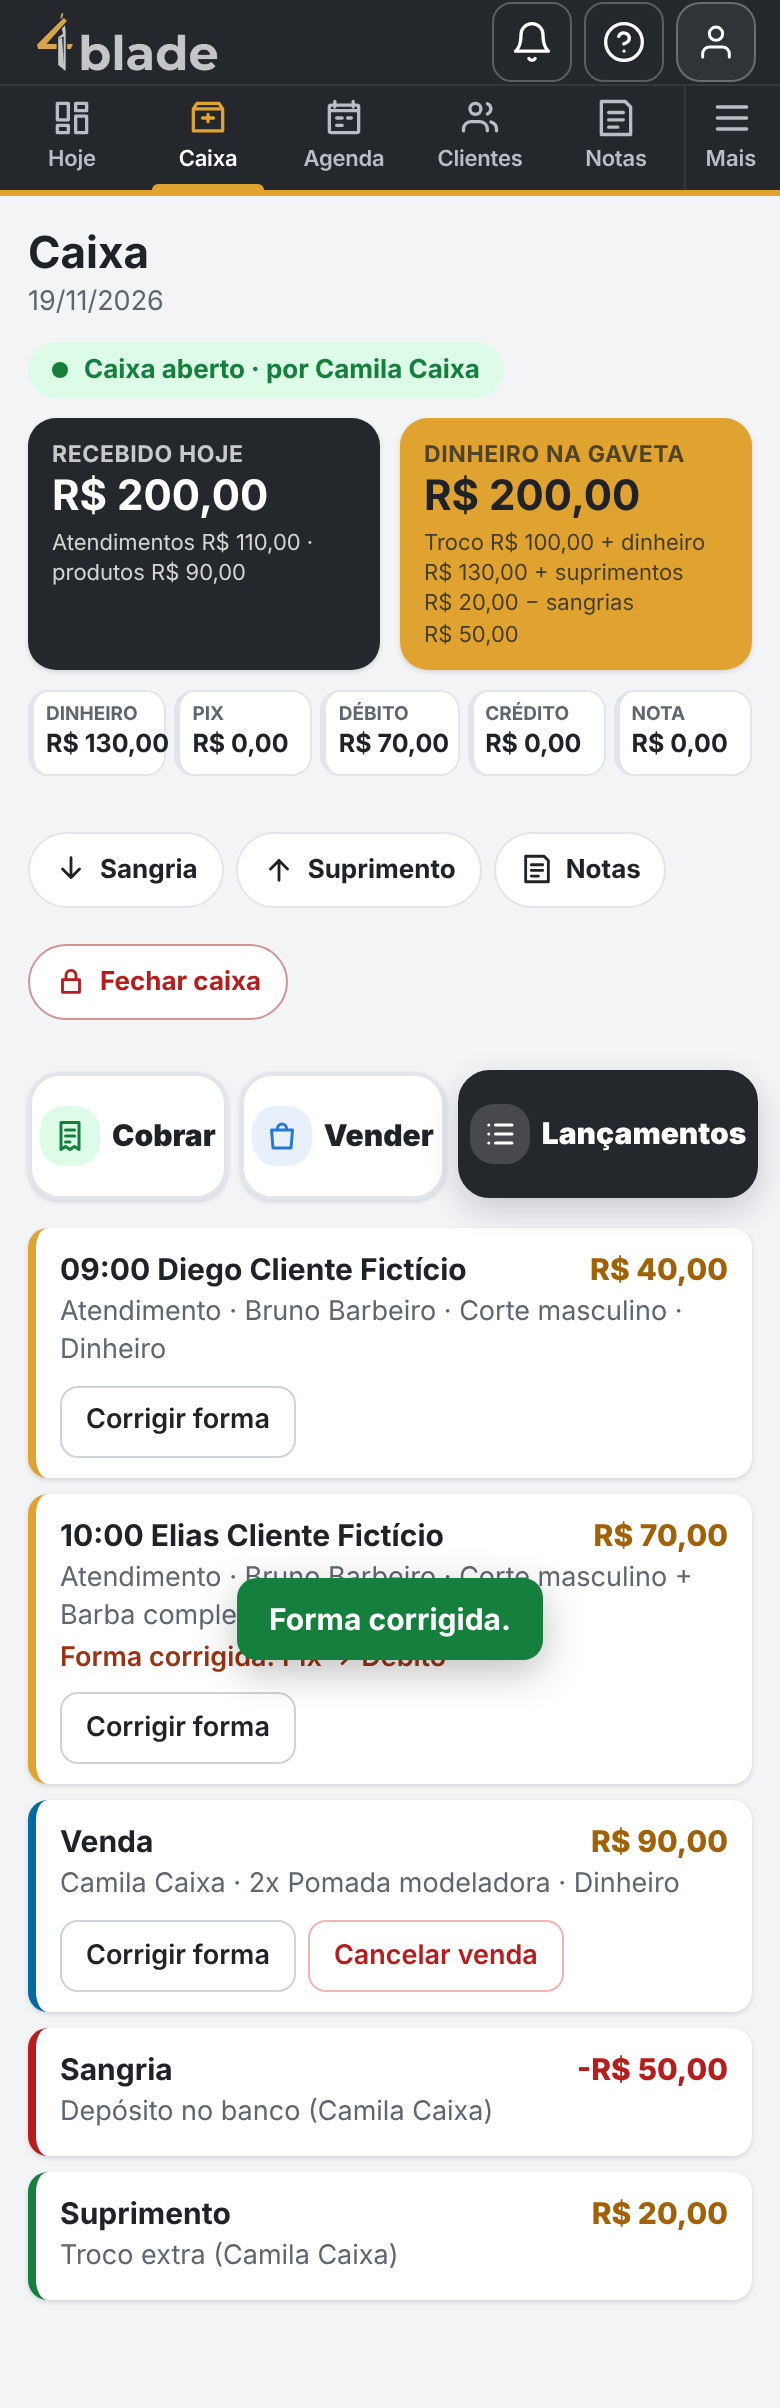 4blade
Hoje
Caixa
Agenda
Clientes
Notas
Mais
Caixa
19/11/2026
Caixa aberto · por Camila Caixa
RECEBIDO HOJE
R$ 200,00
Atendimentos R$ 110,00 ·
produtos R$ 90,00
DINHEIRO NA GAVETA
R$ 200,00
Troco R$ 100,00 + dinheiro
R$ 130,00 + suprimentos
R$ 20,00 − sangrias
R$ 50,00
DINHEIRO
R$ 130,00
PIX
R$ 0,00
DÉBITO
R$ 70,00
CRÉDITO
R$ 0,00
NOTA
R$ 0,00
Sangria
Suprimento
Notas
Fechar caixa
Cobrar
Vender
Lançamentos
09:00 Diego Cliente Fictício
R$ 40,00
Atendimento · Bruno Barbeiro · Corte masculino ·
Dinheiro
Corrigir forma
10:00 Elias Cliente Fictício
R$ 70,00
Atendimento · Bruno Barbeiro · Corte masculino +
Barba
Forma corrigida.
Forma corrigida: Pix → Débito
Corrigir forma
Venda
R$ 90,00
Camila Caixa · 2x Pomada modeladora · Dinheiro
Corrigir forma
Cancelar venda
Sangria
-R$ 50,00
Depósito no banco (Camila Caixa)
Suprimento
R$ 20,00
Troco extra (Camila Caixa)